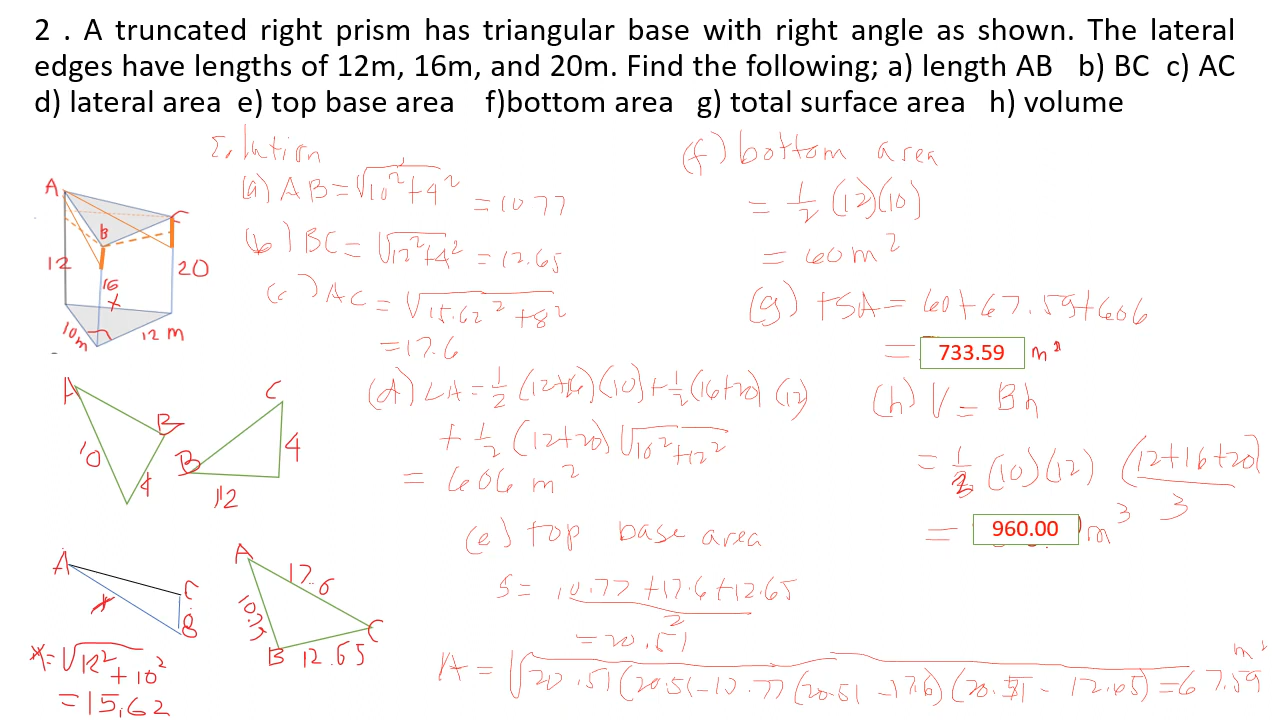 2 . A truncated right prism has triangular base with right angle as shown. The lateral
edges have lengths of 12m, 16m, and 20m. Find the following; a) length AB b) BC c) AC
d) lateral area e) top base area f)bottom area g) total surface area h) volume
Solution
(a) AB = √10² + 4² = 10.77
(b) BC = √12² + 4² = 12.65
(c) AC = √15.62² + 8²
= 17.6
(d) LA = 1/2 (12+16)(10) + 1/2 (16+20) (12)
+ 1/2 (12+20) √10² + 12²
= 606 m²
(e) top base area
S = 10.77 + 17.6 + 12.65 / 2
= 20.51
A = √20.51 (20.51 - 10.77) (20.51 - 17.6) (20.51 - 12.65) = 67.59 m²
(f) bottom area
= 1/2 (12)(10)
= 60 m²
(g) TSA = 60 + 67.59 + 606
= 733.59 m²
(h) V = Bh
= 1/2 (10)(12) (12+16+20) / 3
= 960.00 m³
A
C
B
12
16
20
x
10m
12 m
A
B
10
4
C
B
4
12
A
C
x
8
x = √12² + 10²
= 15.62
A
17.6
10.77
C
B 12.65